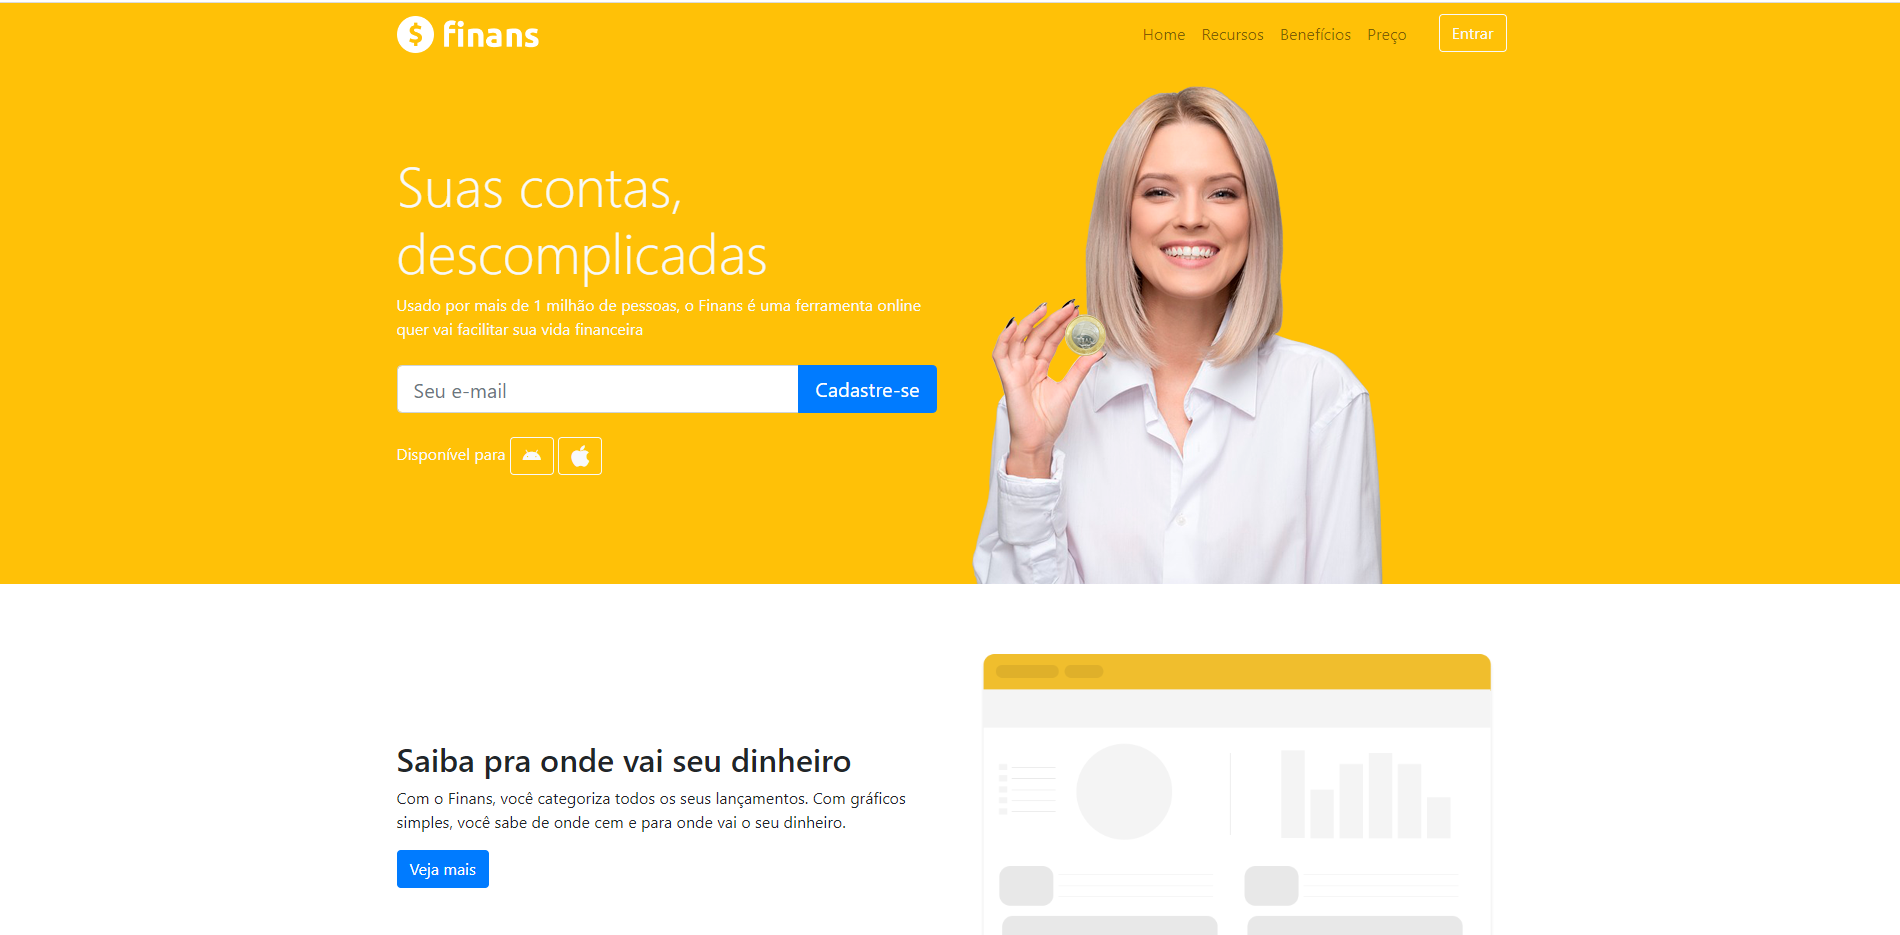 finans
Home Recursos Benefícios Preço Entrar
Suas contas,
descomplicadas
Usado por mais de 1 milhão de pessoas, o Finans é uma ferramenta online
quer vai facilitar sua vida financeira
Seu e-mail Cadastre-se
Disponível para
Saiba pra onde vai seu dinheiro
Com o Finans, você categoriza todos os seus lançamentos. Com gráficos
simples, você sabe de onde cem e para onde vai o seu dinheiro.
Veja mais